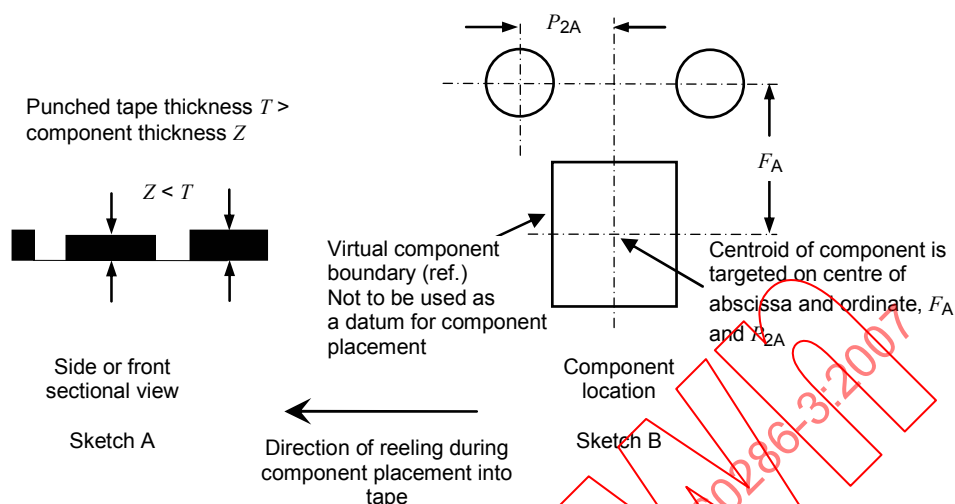 P2A
Punched tape thickness T >
component thickness Z
Z < T
FA
Virtual component
boundary (ref.)
Not to be used as
a datum for component
placement
Centroid of component is
targeted on centre of
abscissa and ordinate, FA
and P2A
Side or front
sectional view
Sketch A
Component
location
Sketch B
Direction of reeling during
component placement into
tape
0286-3:2007